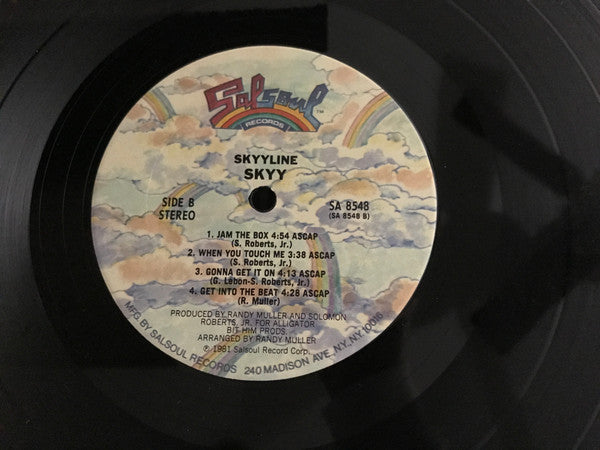 Salsoul
TM
RECORDS
SKYYLINE
SKYY
SIDE B
STEREO
SA 8548
(SA 8548 B)
1. JAM THE BOX 4:54 ASCAP
(S. Roberts, Jr.)
2. WHEN YOU TOUCH ME 3:38 ASCAP
(S. Roberts, Jr.)
3. GONNA GET IT ON 4:13 ASCAP
(G. Lebon-S. Roberts, Jr.)
4. GET INTO THE BEAT 4:28 ASCAP
(R. Muller)
PRODUCED BY RANDY MULLER AND SOLOMON
ROBERTS, JR. FOR ALLIGATOR
BIT HIM PRODS.
ARRANGED BY RANDY MULLER
℗ 1981 Salsoul Record Corp.
MFG BY SALSOUL RECORDS 240 MADISON AVE, NY, NY 10016